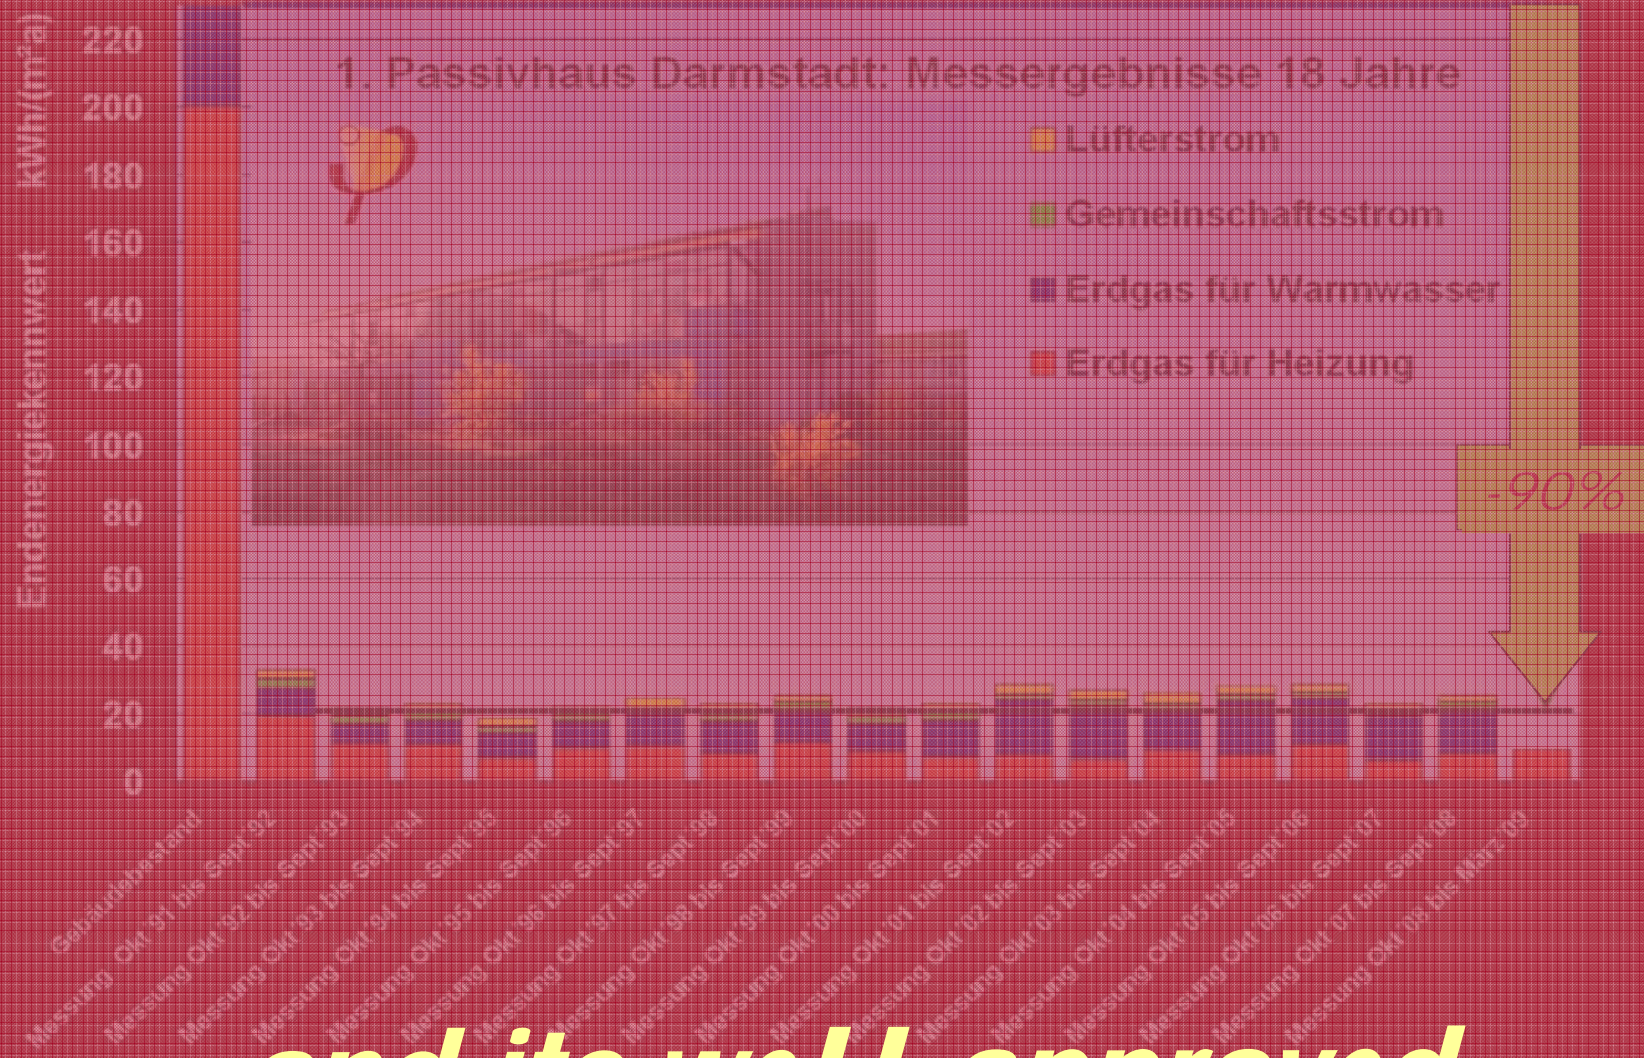 Endenergiekennwert kWh/(m²a)
220
200
180
160
140
120
100
80
60
40
20
0
1. Passivhaus Darmstadt: Messergebnisse 18 Jahre
Lüfterstrom
Gemeinschaftsstrom
Erdgas für Warmwasser
Erdgas für Heizung
-90%
Gebäudebestand
Messung Okt´91 bis Sept´92
Messung Okt´92 bis Sept´93
Messung Okt´93 bis Sept´94
Messung Okt´94 bis Sept´95
Messung Okt´95 bis Sept´96
Messung Okt´96 bis Sept´97
Messung Okt´97 bis Sept´98
Messung Okt´98 bis Sept´99
Messung Okt´99 bis Sept´00
Messung Okt´00 bis Sept´01
Messung Okt´01 bis Sept´02
Messung Okt´02 bis Sept´03
Messung Okt´03 bis Sept´04
Messung Okt´04 bis Sept´05
Messung Okt´05 bis Sept´06
Messung Okt´06 bis Sept´07
Messung Okt´07 bis Sept´08
Messung Okt´08 bis März´09
and its well approved